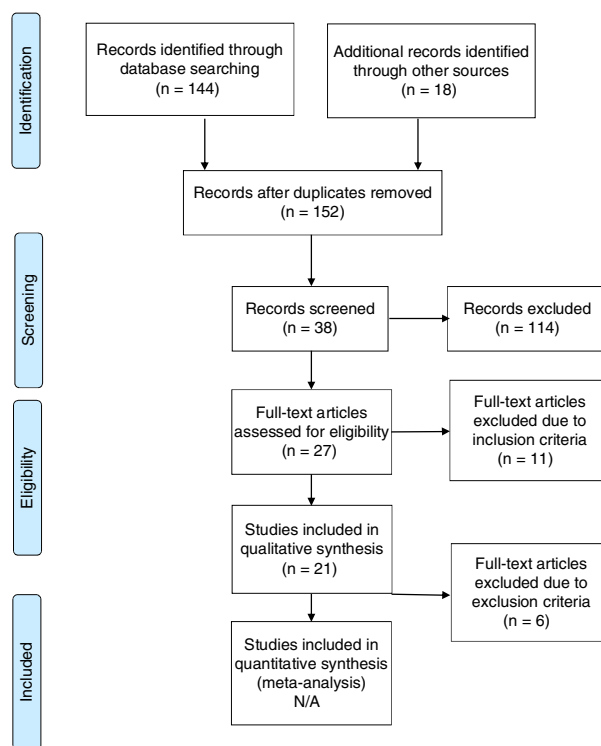 Identification
Records identified through
database searching
(n = 144)
Additional records identified
through other sources
(n = 18)
Records after duplicates removed
(n = 152)
Screening
Records screened
(n = 38)
Records excluded
(n = 114)
Eligibility
Full-text articles
assessed for eligibility
(n = 27)
Full-text articles
excluded due to
inclusion criteria
(n = 11)
Studies included in
qualitative synthesis
(n = 21)
Full-text articles
excluded due to
exclusion criteria
(n = 6)
Included
Studies included in
quantitative synthesis
(meta-analysis)
N/A